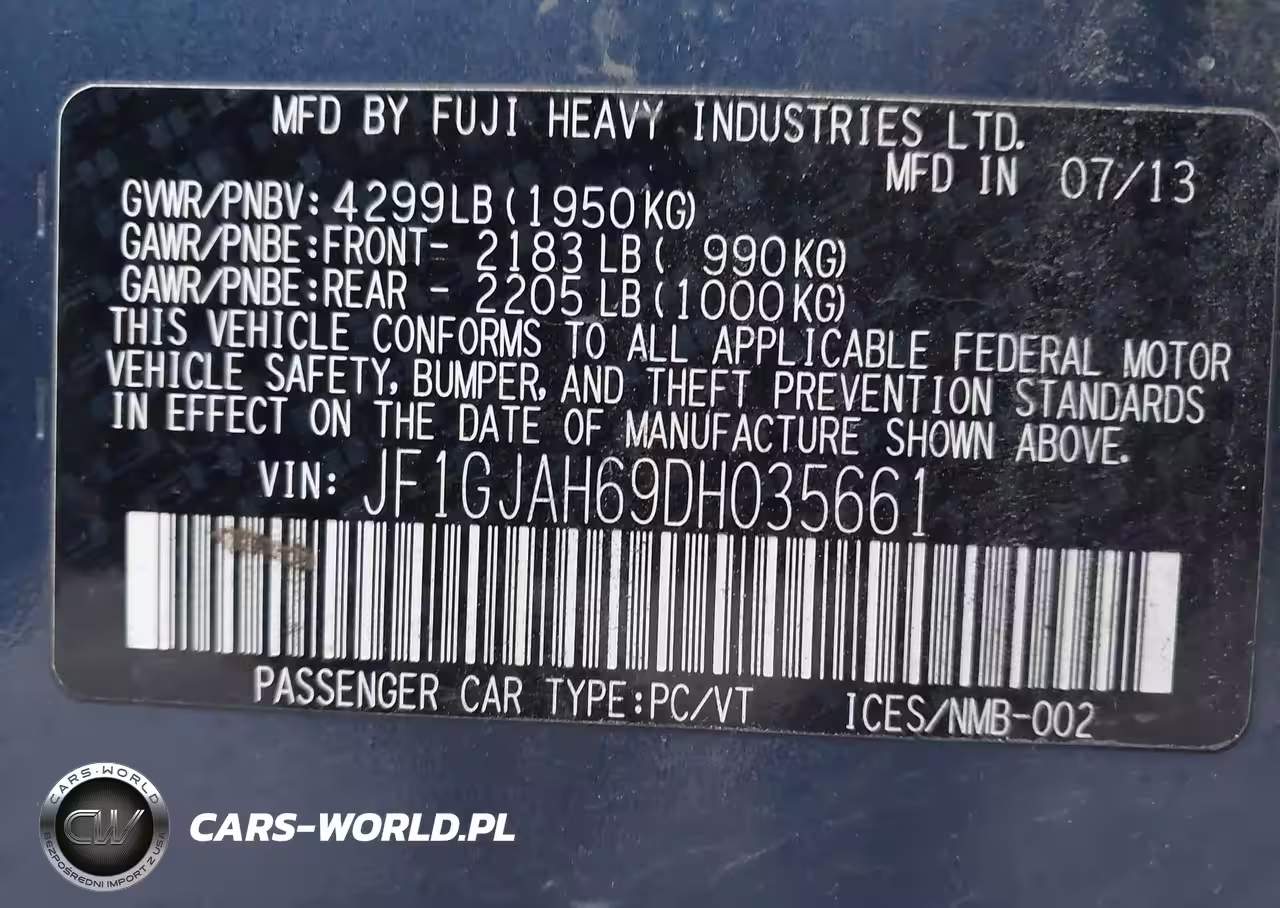 MFD BY FUJI HEAVY INDUSTRIES LTD.
MFD IN 07/13
GVWR/PNBV: 4299LB (1950KG)
GAWR/PNBE:FRONT- 2183 LB ( 990KG)
GAWR/PNBE:REAR - 2205 LB (1000KG)
THIS VEHICLE CONFORMS TO ALL APPLICABLE FEDERAL MOTOR
VEHICLE SAFETY, BUMPER, AND THEFT PREVENTION STANDARDS
IN EFFECT ON THE DATE OF MANUFACTURE SHOWN ABOVE.
VIN: JF1GJAH69DH035661
PASSENGER CAR TYPE:PC/VT ICES/NMB-002
CARS-WORLD
CW
BEZPOŚREDNI IMPORT Z USA
CARS-WORLD.PL